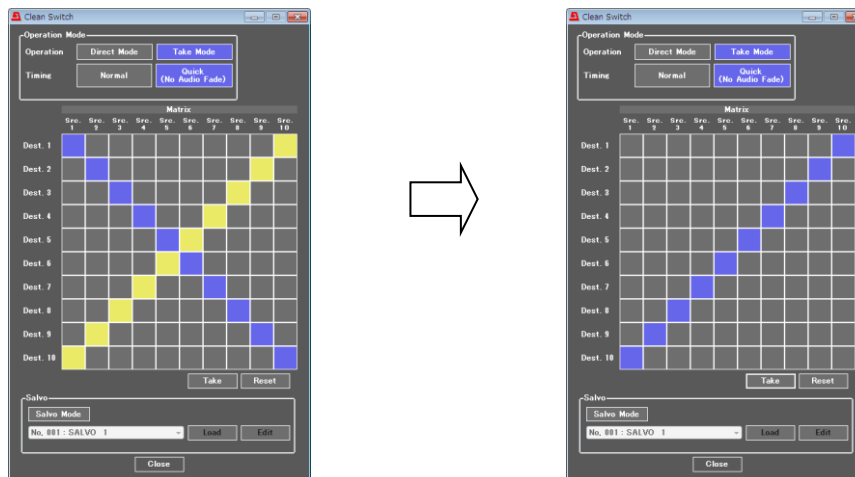 Clean Switch
Operation Mode
Operation Direct Mode Take Mode
Timing Normal Quick (No Audio Fade)
Matrix
Src. 1 Src. 2 Src. 3 Src. 4 Src. 5 Src. 6 Src. 7 Src. 8 Src. 9 Src. 10
Dest. 1
Dest. 2
Dest. 3
Dest. 4
Dest. 5
Dest. 6
Dest. 7
Dest. 8
Dest. 9
Dest. 10
Take Reset
Salvo
Salvo Mode
No. 001 : SALVO 1 Load Edit
Close
Clean Switch
Operation Mode
Operation Direct Mode Take Mode
Timing Normal Quick (No Audio Fade)
Matrix
Src. 1 Src. 2 Src. 3 Src. 4 Src. 5 Src. 6 Src. 7 Src. 8 Src. 9 Src. 10
Dest. 1
Dest. 2
Dest. 3
Dest. 4
Dest. 5
Dest. 6
Dest. 7
Dest. 8
Dest. 9
Dest. 10
Take Reset
Salvo
Salvo Mode
No. 001 : SALVO 1 Load Edit
Close